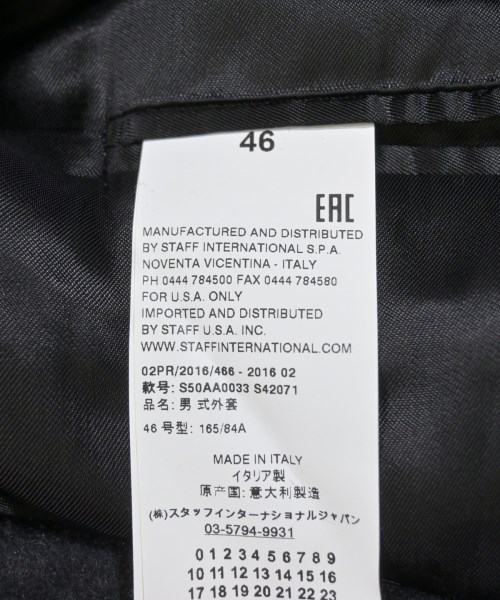 46
EAC
MANUFACTURED AND DISTRIBUTED
BY STAFF INTERNATIONAL S.P.A.
NOVENTA VICENTINA - ITALY
PH 0444 784500 FAX 0444 784580
FOR U.S.A. ONLY
IMPORTED AND DISTRIBUTED
BY STAFF U.S.A. INC.
WWW.STAFFINTERNATIONAL.COM
02PR/2016/466 - 2016 02
款号: S50AA0033 S42071
品名: 男 式外套
46 号型: 165/84A
MADE IN ITALY
イタリア製
原产国: 意大利製造
(株)スタッフインターナショナルジャパン
03-5794-9931
0 1 2 3 4 5 6 7 8 9
10 11 12 13 14 15 16
17 18 19 20 21 22 23